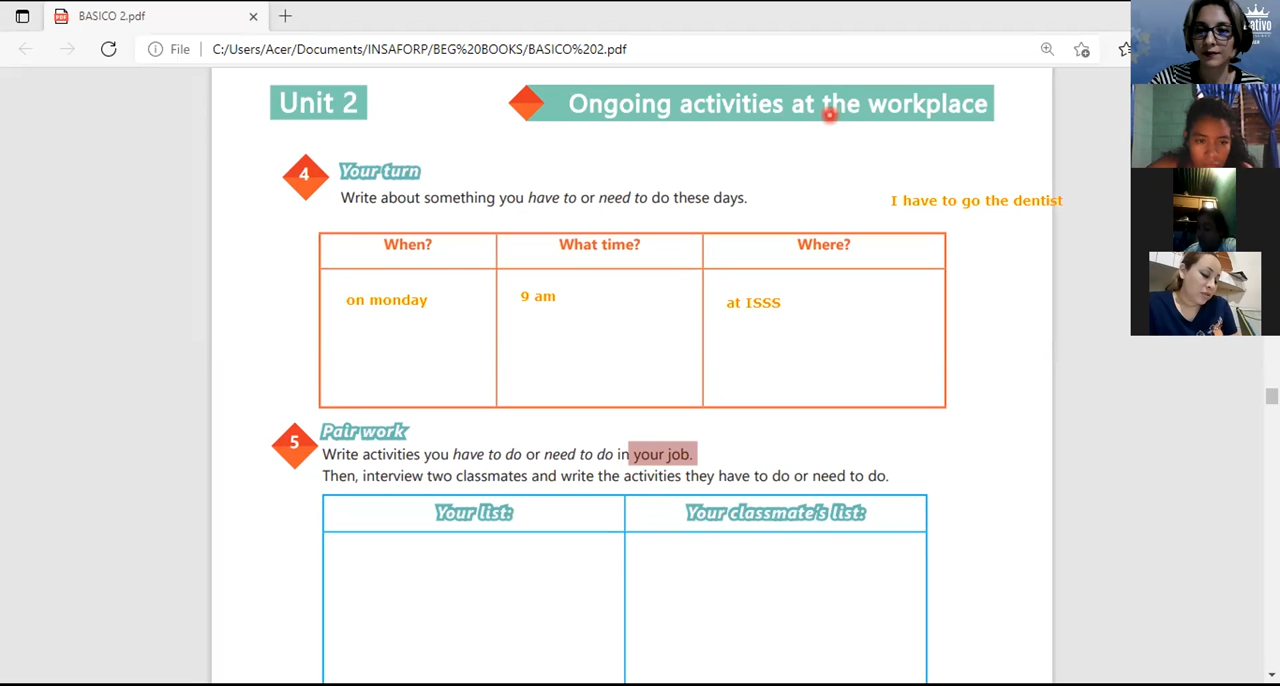 BASICO 2.pdf
File
C:/Users/Acer/Documents/INSAFORP/BEG%20BOOKS/BASICO%202.pdf
Unit 2
Ongoing activities at the workplace
4
Your turn
Write about something you have to or need to do these days.
I have to go the dentist
When?
What time?
Where?
on monday
9 am
at ISSS
5
Pair work
Write activities you have to do or need to do in your job.
Then, interview two classmates and write the activities they have to do or need to do.
Your list:
Your classmate's list: